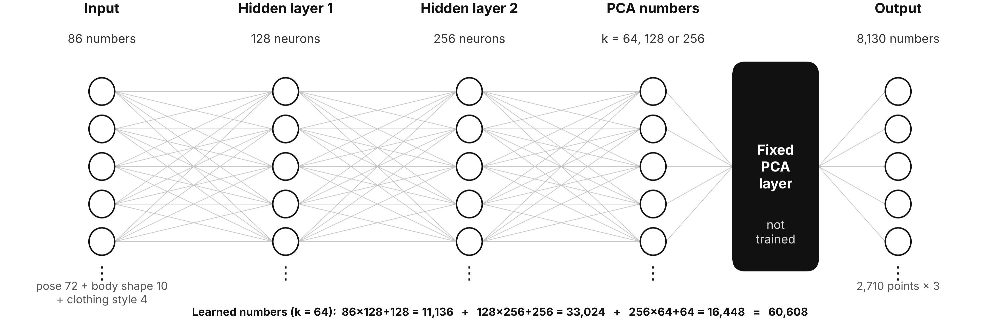 Input
Hidden layer 1
Hidden layer 2
PCA numbers
Output
86 numbers
128 neurons
256 neurons
k = 64, 128 or 256
8,130 numbers
Fixed
PCA
layer
not
trained
pose 72 + body shape 10
+ clothing style 4
2,710 points × 3
Learned numbers (k = 64): 86×128+128 = 11,136 + 128×256+256 = 33,024 + 256×64+64 = 16,448 = 60,608